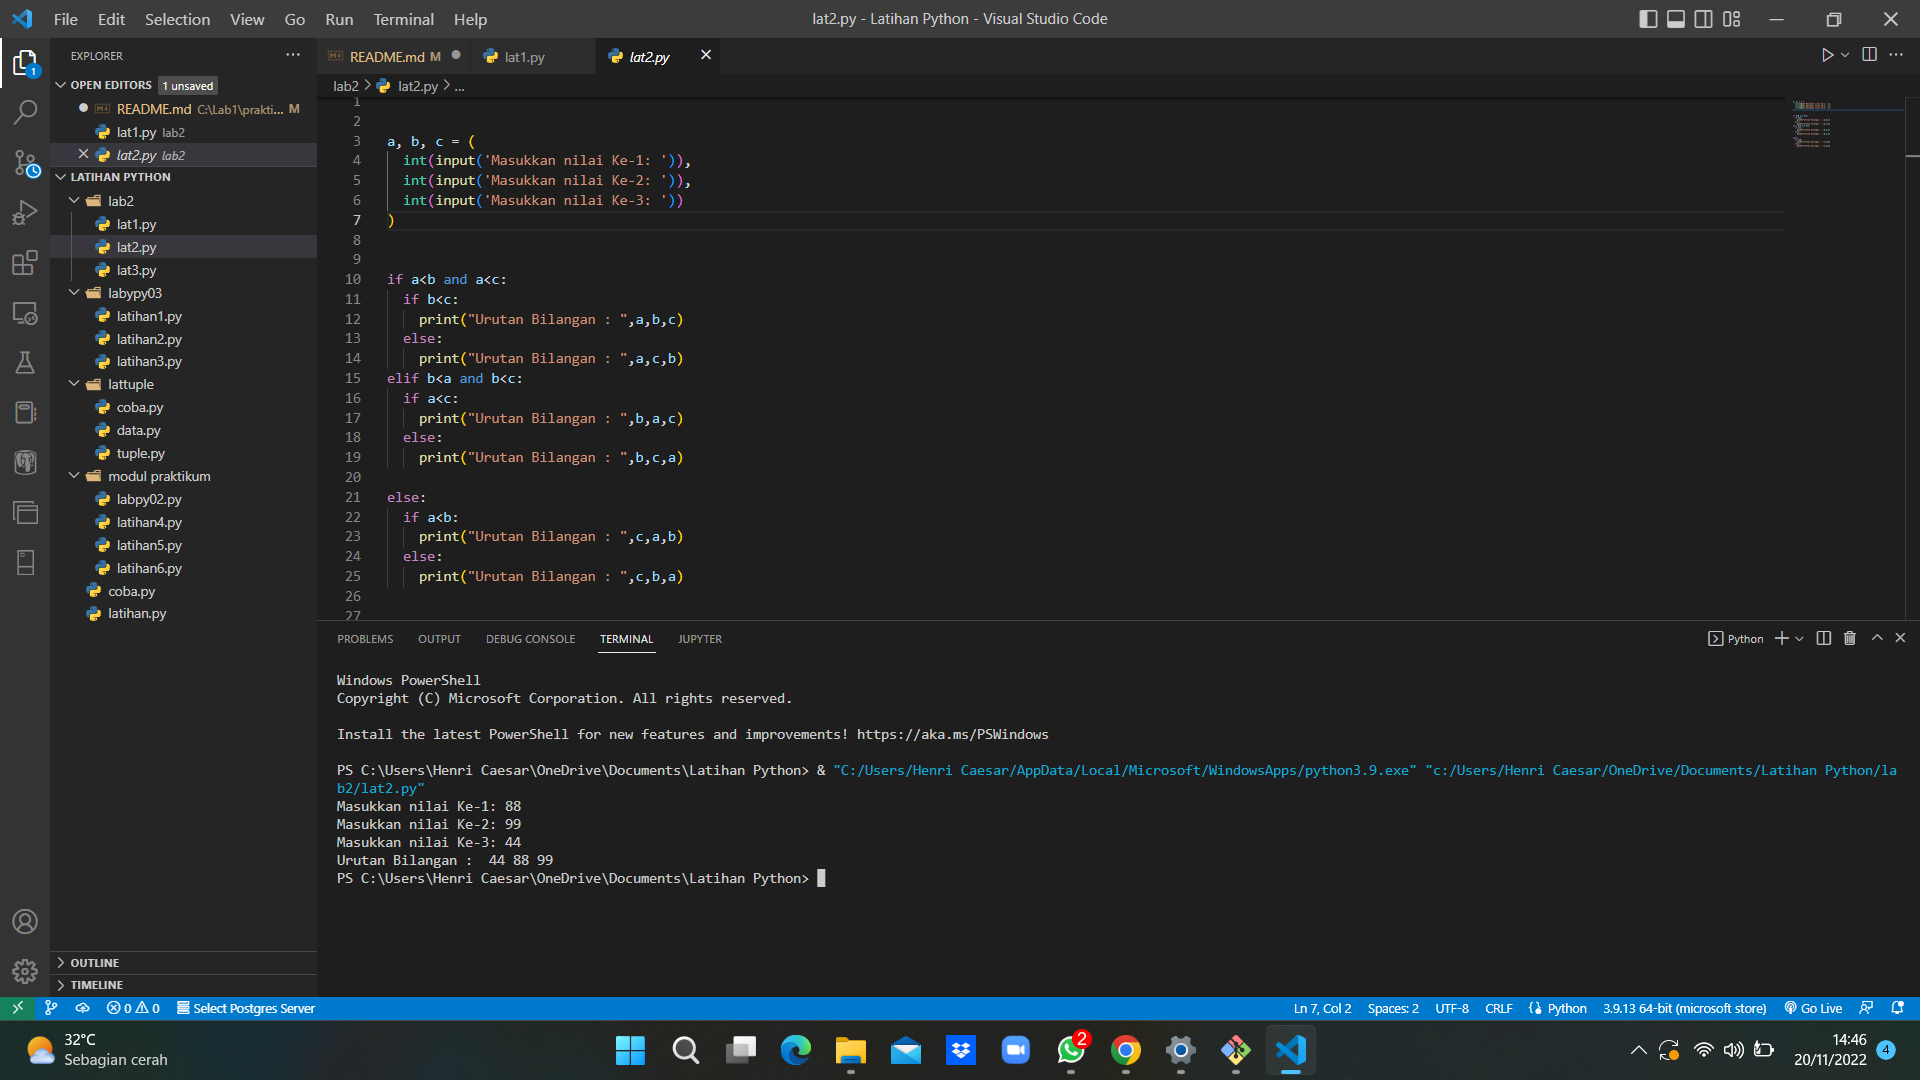 File Edit Selection View Go Run Terminal Help
lat2.py - Latihan Python - Visual Studio Code
EXPLORER
OPEN EDITORS 1 unsaved
README.md C:\Lab1\prakti... M
lat1.py lab2
lat2.py lab2
LATIHAN PYTHON
lab2
lat1.py
lat2.py
lat3.py
labypy03
latihan1.py
latihan2.py
latihan3.py
lattuple
coba.py
data.py
tuple.py
modul praktikum
labpy02.py
latihan4.py
latihan5.py
latihan6.py
coba.py
latihan.py
OUTLINE
TIMELINE
1
README.md M
lat1.py
lat2.py
lab2 > lat2.py > ...
1
2
3 a, b, c = (
4 int(input('Masukkan nilai Ke-1: ')),
5 int(input('Masukkan nilai Ke-2: ')),
6 int(input('Masukkan nilai Ke-3: '))
7 )
8
9
10 if a<b and a<c:
11 if b<c:
12 print("Urutan Bilangan : ",a,b,c)
13 else:
14 print("Urutan Bilangan : ",a,c,b)
15 elif b<a and b<c:
16 if a<c:
17 print("Urutan Bilangan : ",b,a,c)
18 else:
19 print("Urutan Bilangan : ",b,c,a)
20
21 else:
22 if a<b:
23 print("Urutan Bilangan : ",c,a,b)
24 else:
25 print("Urutan Bilangan : ",c,b,a)
26
27
PROBLEMS OUTPUT DEBUG CONSOLE TERMINAL JUPYTER
Python
Windows PowerShell
Copyright (C) Microsoft Corporation. All rights reserved.
Install the latest PowerShell for new features and improvements! https://aka.ms/PSWindows
PS C:\Users\Henri Caesar\OneDrive\Documents\Latihan Python> & "C:/Users/Henri Caesar/AppData/Local/Microsoft/WindowsApps/python3.9.exe" "c:/Users/Henri Caesar/OneDrive/Documents/Latihan Python/la
b2/lat2.py"
Masukkan nilai Ke-1: 88
Masukkan nilai Ke-2: 99
Masukkan nilai Ke-3: 44
Urutan Bilangan :  44 88 99
PS C:\Users\Henri Caesar\OneDrive\Documents\Latihan Python>
0 0 Select Postgres Server
Ln 7, Col 2 Spaces: 2 UTF-8 CRLF Python 3.9.13 64-bit (microsoft store) Go Live
32°C
Sebagian cerah
2
14:46
20/11/2022
4